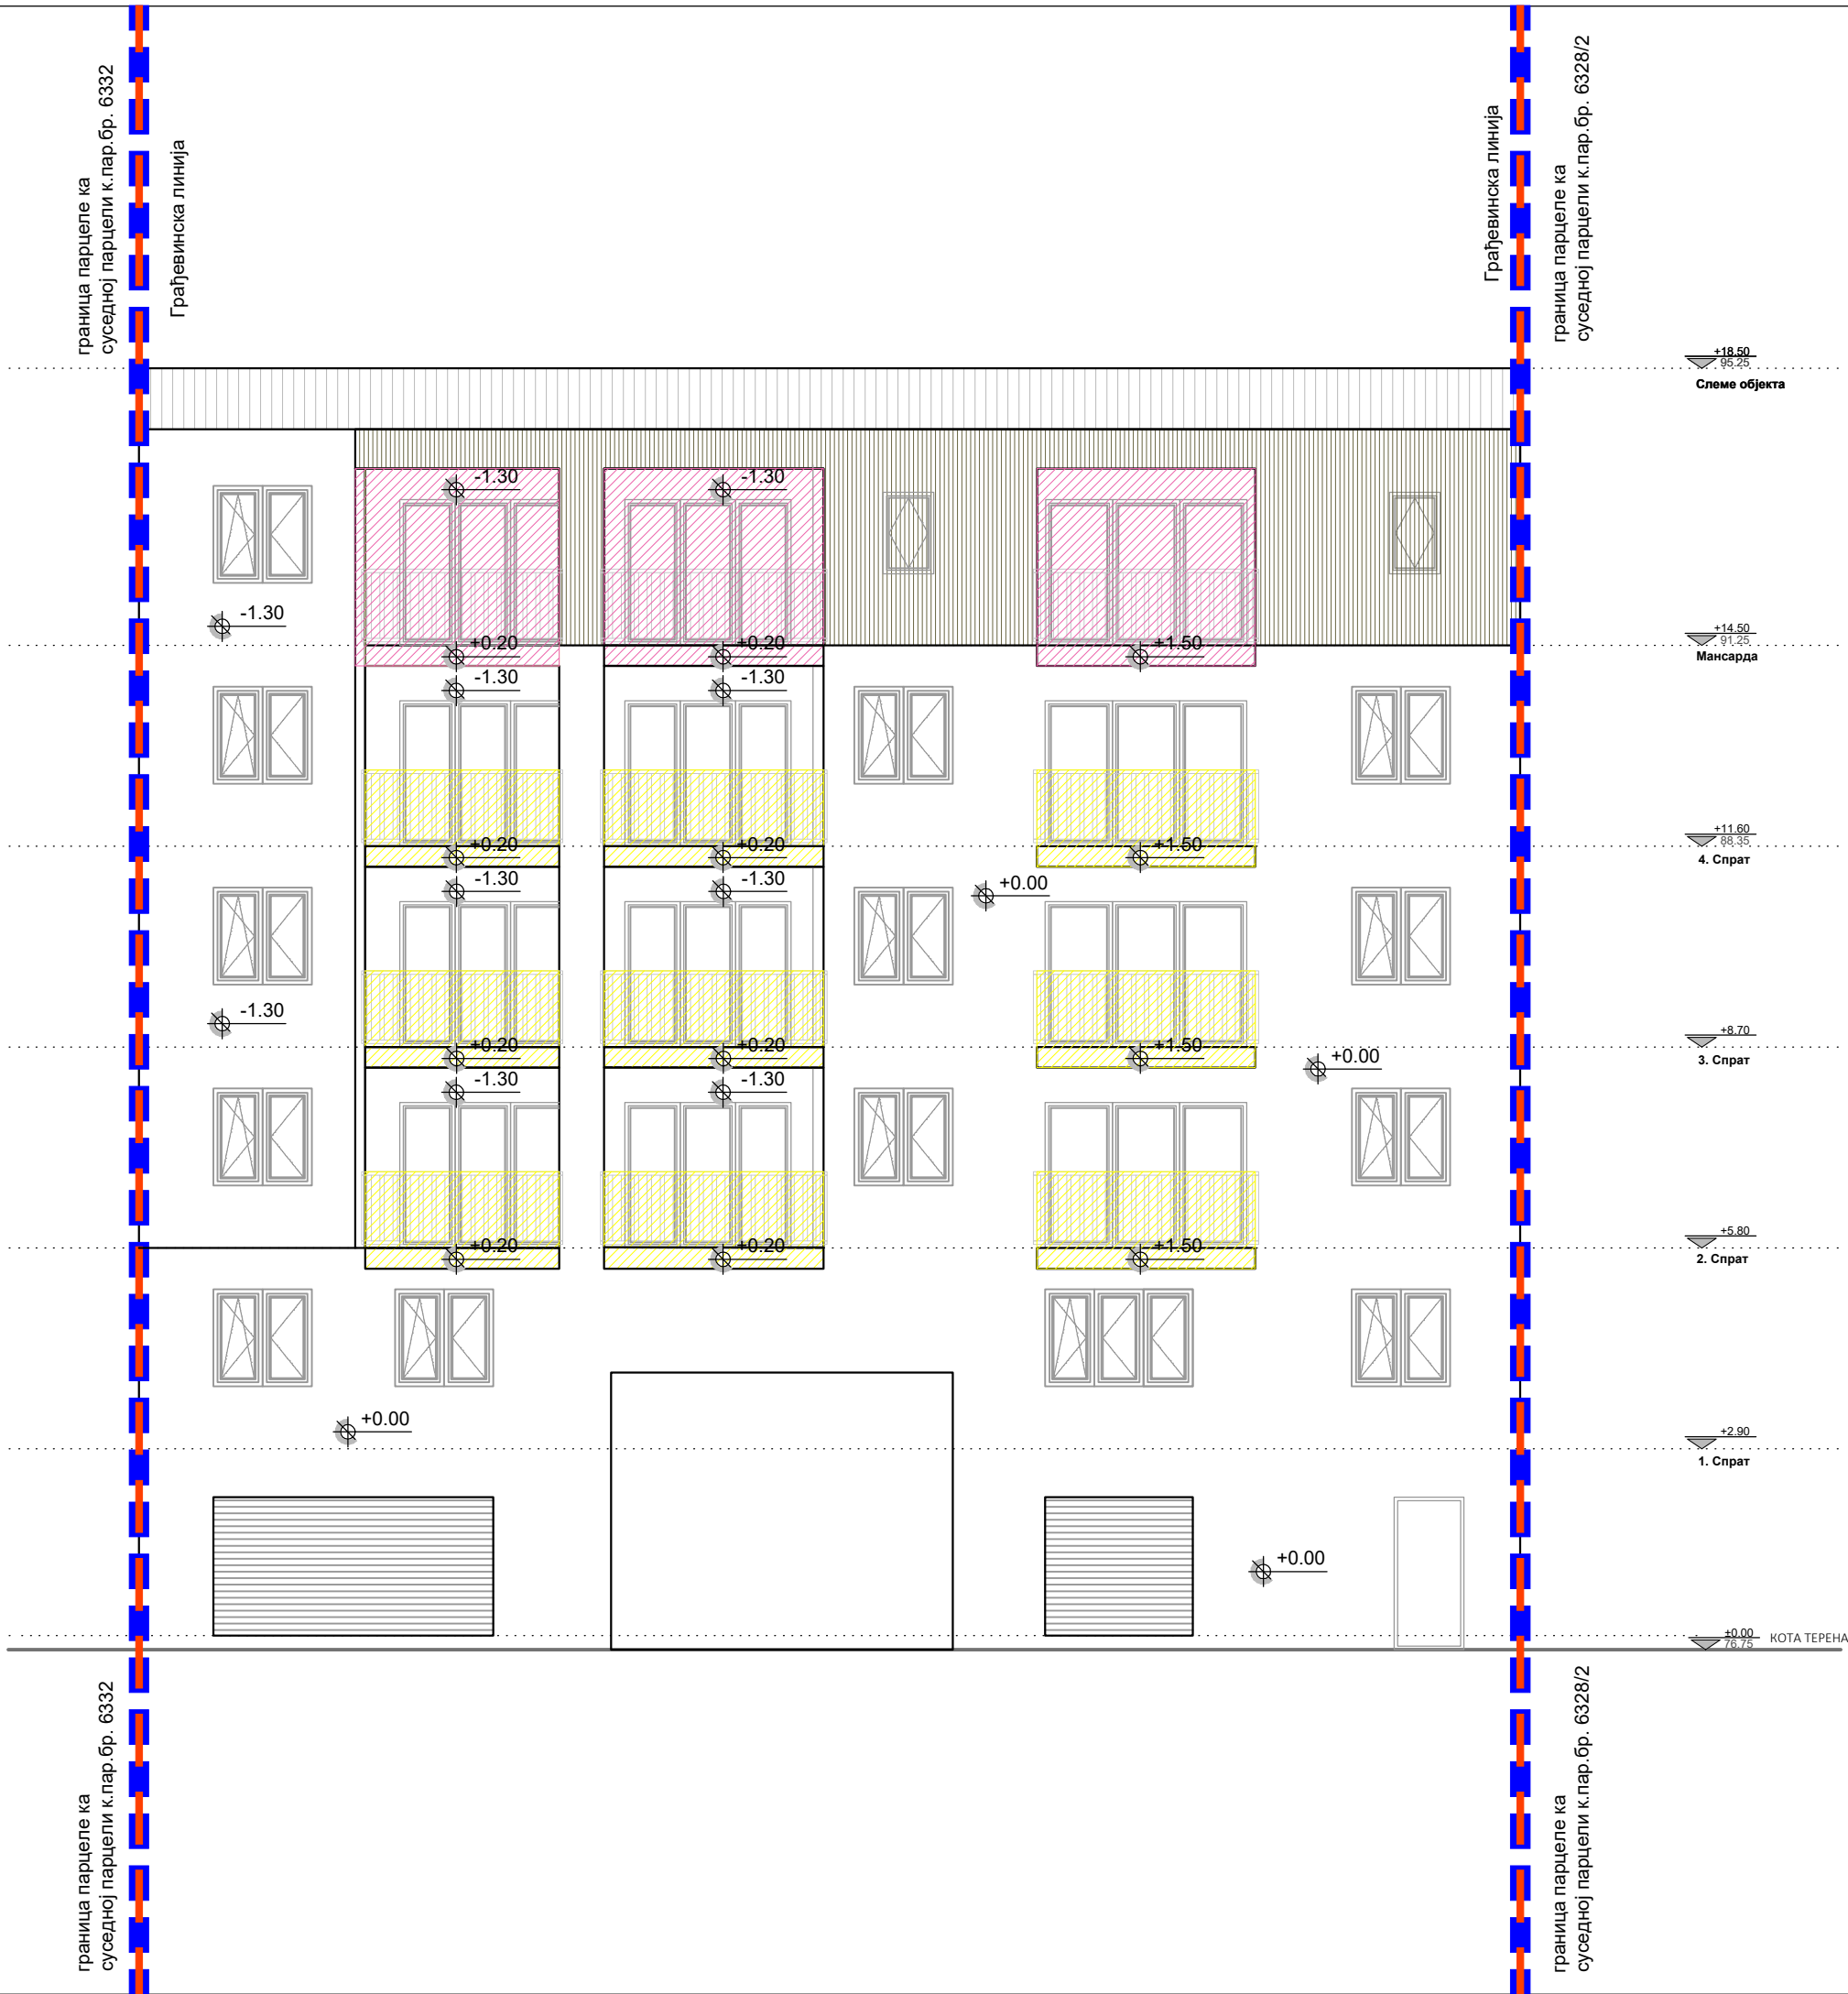 граница парцеле ка
суседној парцели к.пар.бр. 6332
Грађевинска линија
Грађевинска линија
граница парцеле ка
суседној парцели к.пар.бр. 6328/2
+18.50
95.25
Слеме објекта
-1.30
-1.30
-1.30
+0.20
+0.20
+1.50
+14.50
91.25
Мансарда
-1.30
-1.30
+0.20
+0.20
+1.50
+11.60
88.35
4. Спрат
-1.30
-1.30
+0.00
-1.30
+0.20
+0.20
+1.50
+0.00
+8.70
3. Спрат
-1.30
-1.30
+0.20
+0.20
+1.50
+5.80
2. Спрат
+0.00
+2.90
1. Спрат
+0.00
±0.00
76.75
КОТА ТЕРЕНА
граница парцеле ка
суседној парцели к.пар.бр. 6332
граница парцеле ка
суседној парцели к.пар.бр. 6328/2